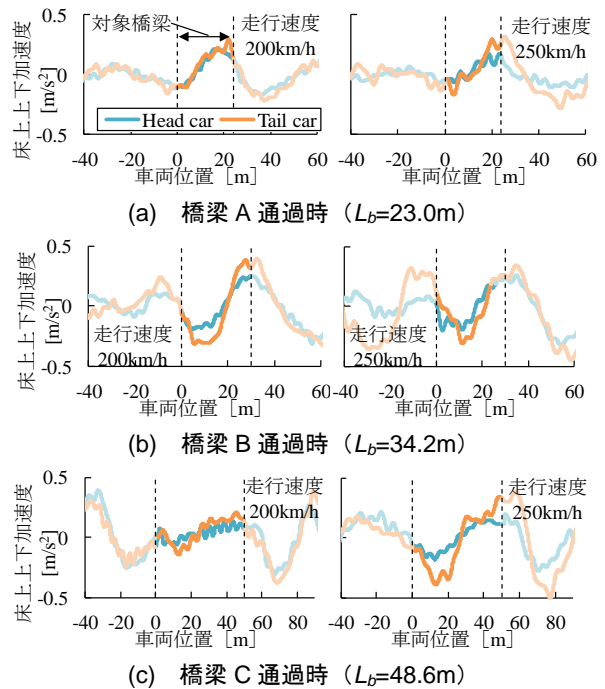 (a)
対象橋梁
走行速度
200km/h
走行速度
250km/h
床上上下加速度
[m/s²]
0.5
0
-0.5
Head car
Tail car
-40 -20 0 20 40 60
-40 -20 0 20 40 60
車両位置 [m]
車両位置 [m]
(a) 橋梁 A 通過時（Lb=23.0m）
床上上下加速度
[m/s²]
0.5
0
-0.5
走行速度
200km/h
走行速度
250km/h
-40 -20 0 20 40 60
-40 -20 0 20 40 60
車両位置 [m]
車両位置 [m]
(b) 橋梁 B 通過時（Lb=34.2m）
床上上下加速度
[m/s²]
0.5
0
-0.5
走行速度
200km/h
走行速度
250km/h
-40 -20 0 20 40 60 80
-40 -20 0 20 40 60 80
車両位置 [m]
車両位置 [m]
(c) 橋梁 C 通過時（Lb=48.6m）